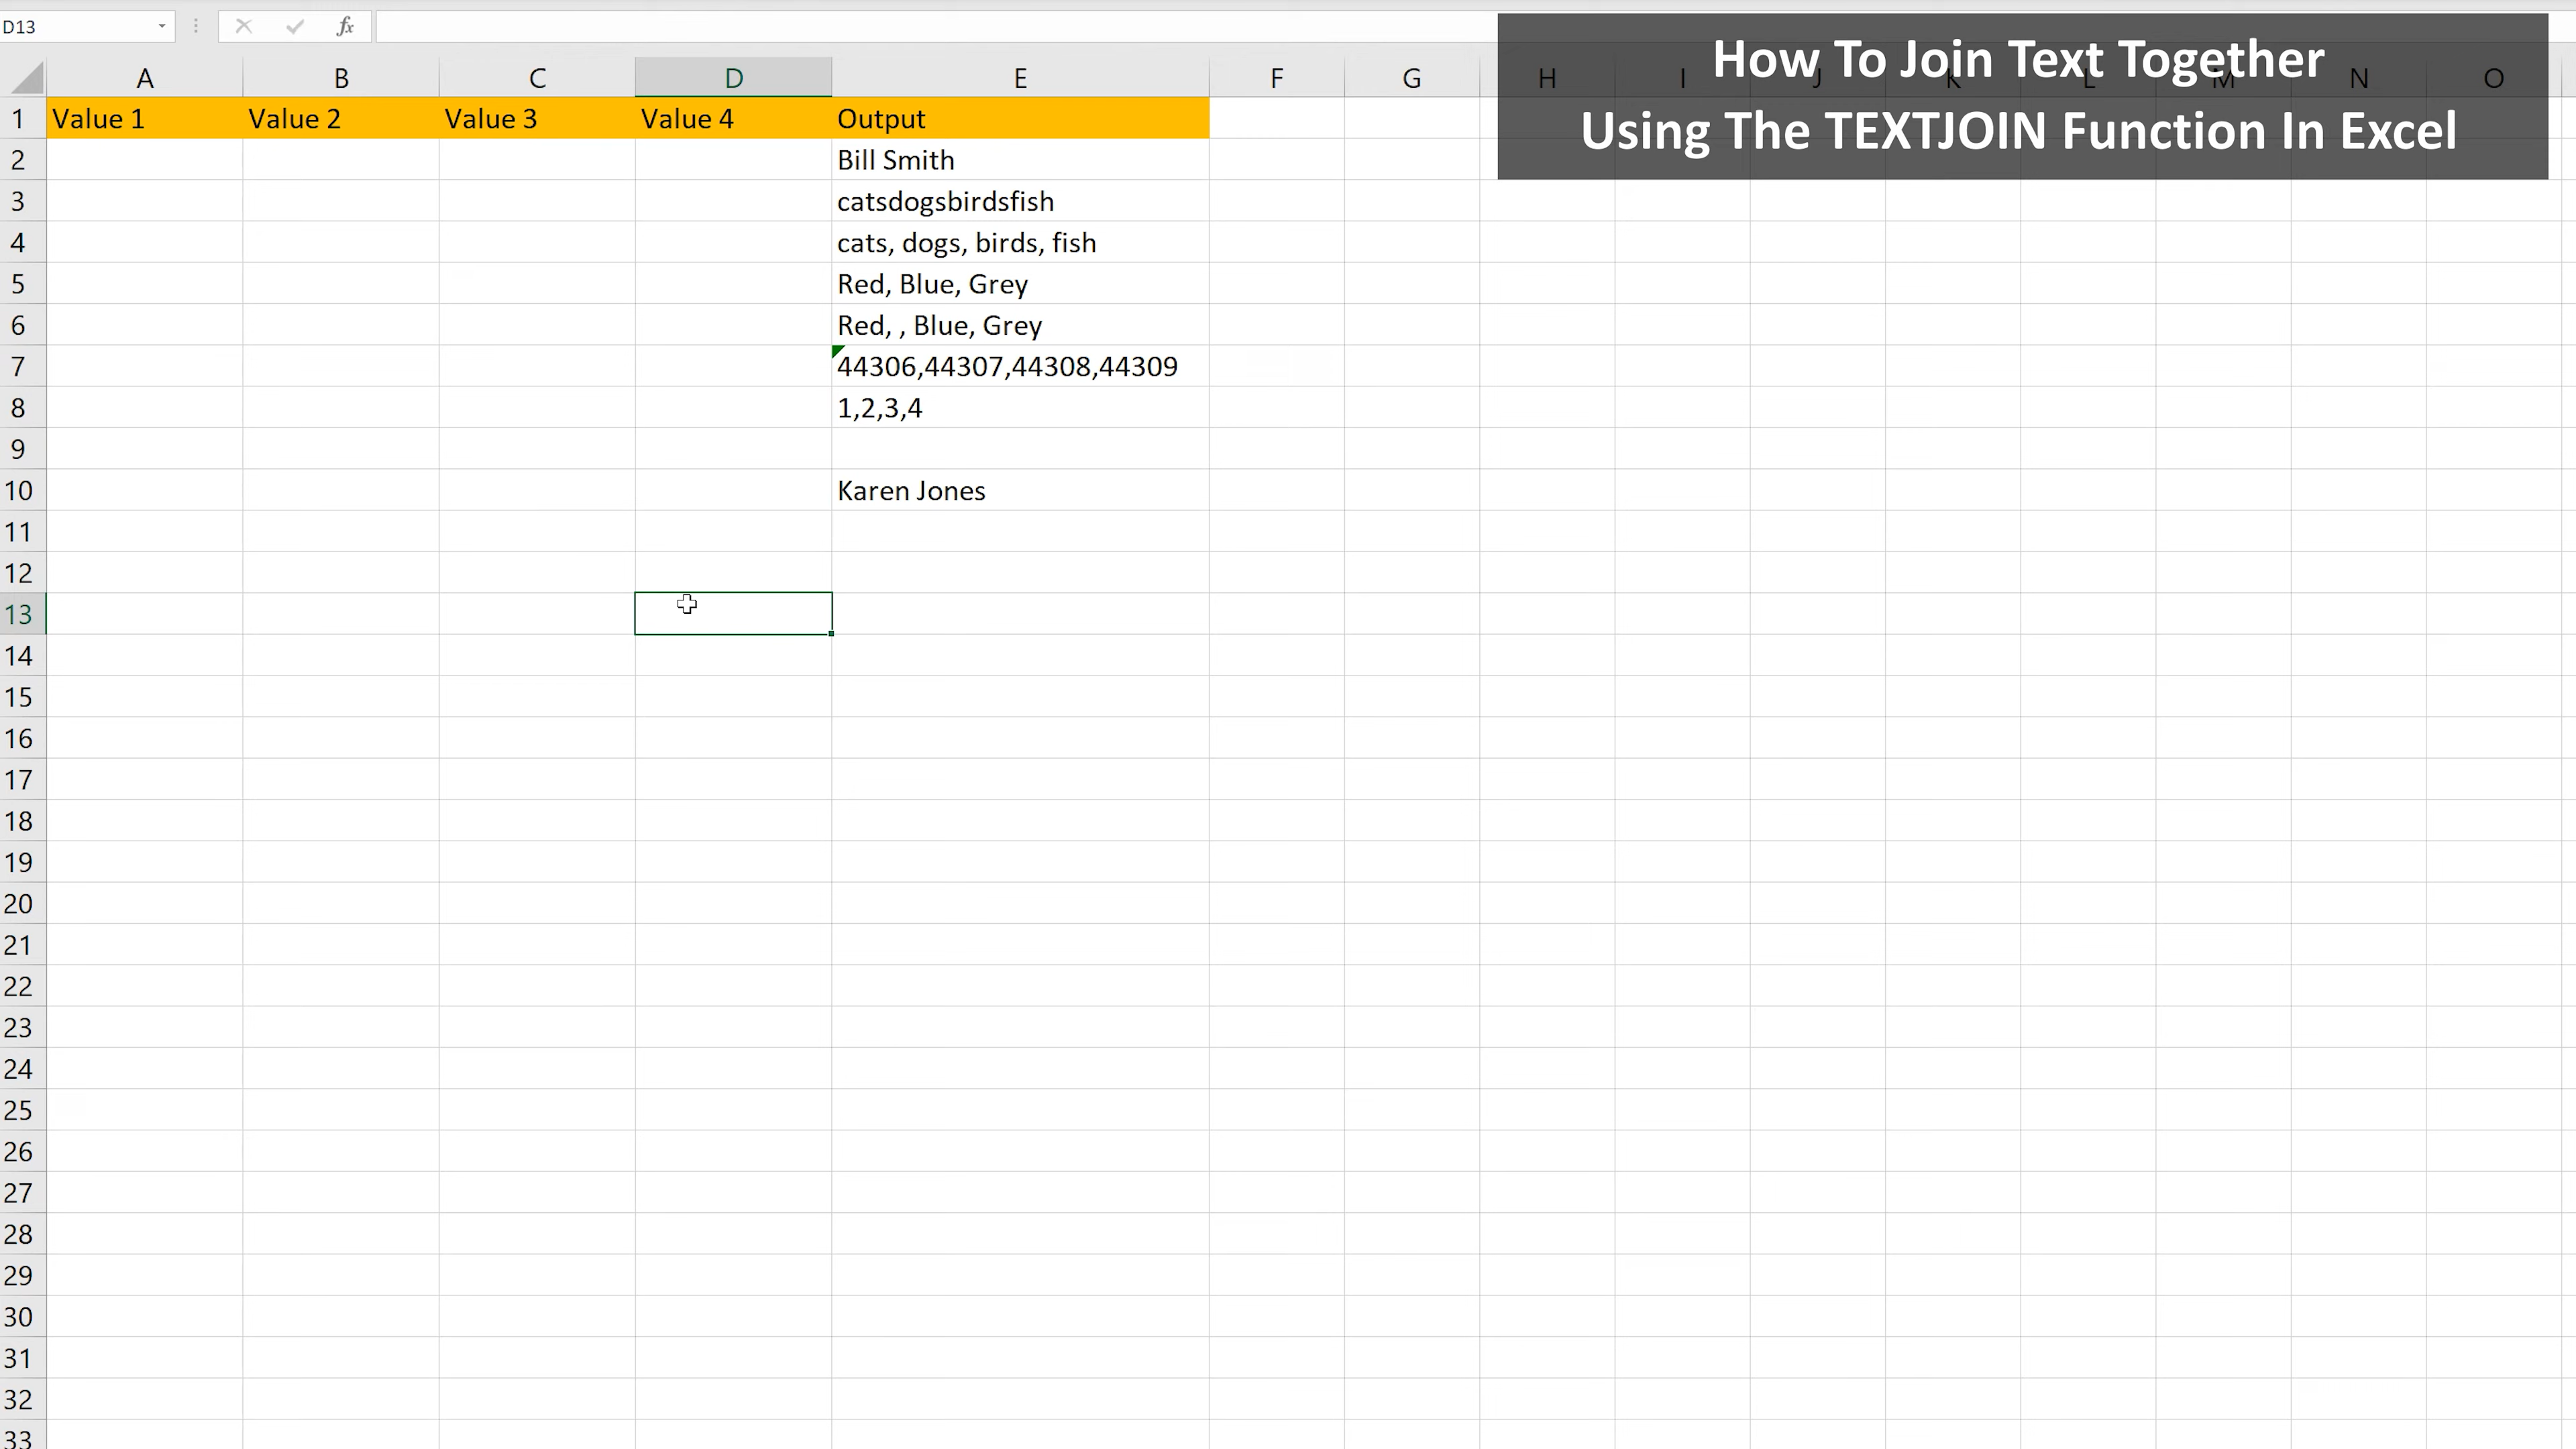 D13
fx
How To Join Text Together
Using The TEXTJOIN Function In Excel
A B C D E F G H I J K L M N O
1 Value 1 Value 2 Value 3 Value 4 Output
2 Bill Smith
3 catsdogsbirdsfish
4 cats, dogs, birds, fish
5 Red, Blue, Grey
6 Red, , Blue, Grey
7 44306,44307,44308,44309
8 1,2,3,4
9
10 Karen Jones
11
12
13
14
15
16
17
18
19
20
21
22
23
24
25
26
27
28
29
30
31
32
33